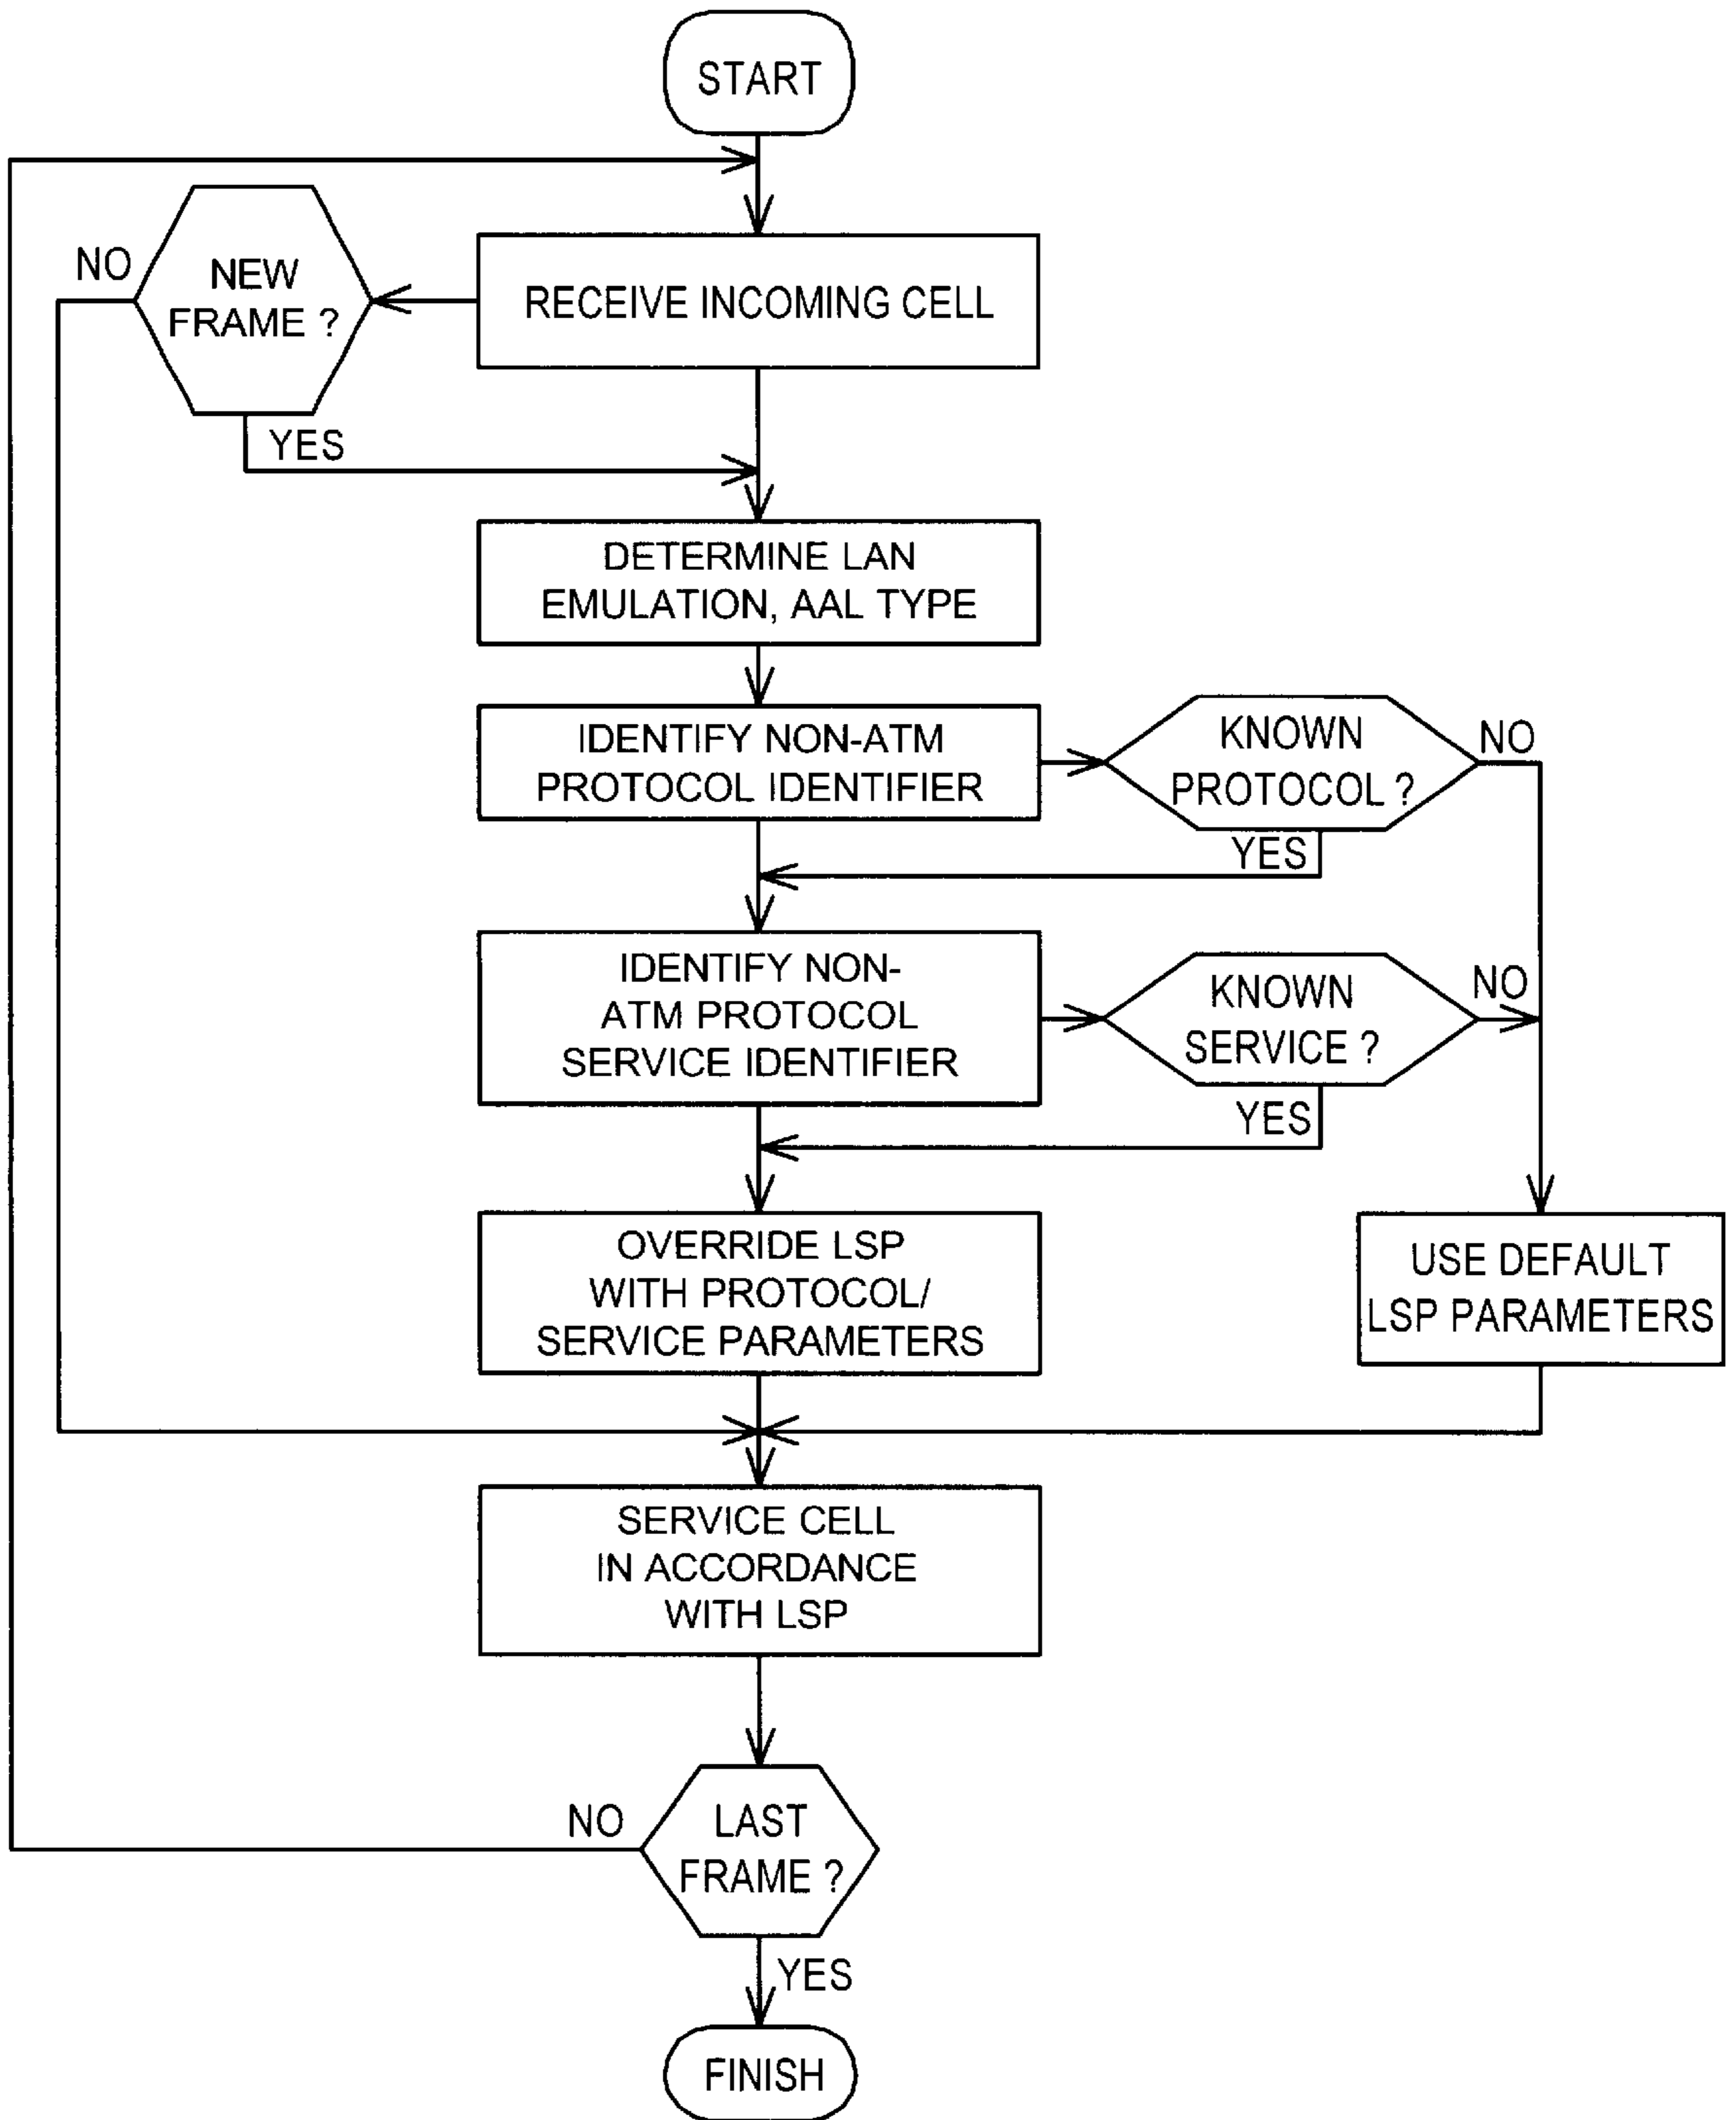 START
NO
NEW
FRAME ?
RECEIVE INCOMING CELL
YES
DETERMINE LAN
EMULATION, AAL TYPE
IDENTIFY NON-ATM
PROTOCOL IDENTIFIER
KNOWN
PROTOCOL ?
NO
YES
IDENTIFY NON-
ATM PROTOCOL
SERVICE IDENTIFIER
KNOWN
SERVICE ?
NO
YES
OVERRIDE LSP
WITH PROTOCOL/
SERVICE PARAMETERS
USE DEFAULT
LSP PARAMETERS
SERVICE CELL
IN ACCORDANCE
WITH LSP
NO
LAST
FRAME ?
YES
FINISH